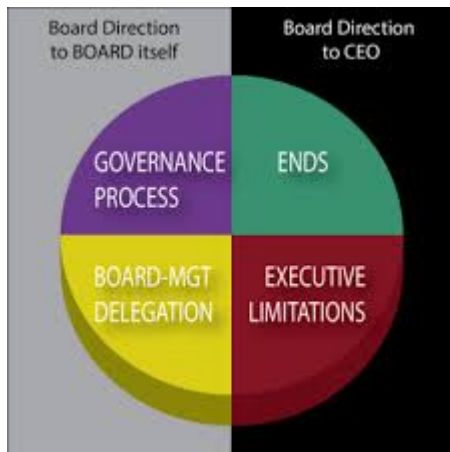 Board Direction
to BOARD itself
Board Direction
to CEO
GOVERNANCE
PROCESS
ENDS
BOARD-MGT
DELEGATION
EXECUTIVE
LIMITATIONS